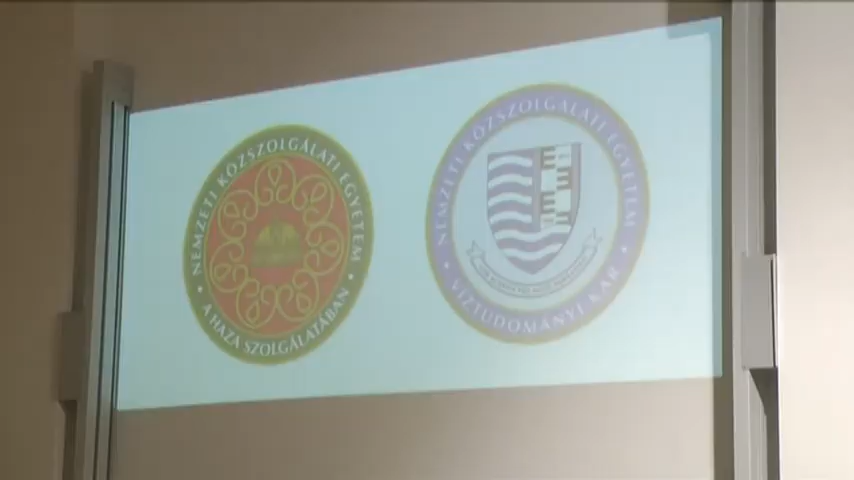 NEMZETI KÖZSZOLGÁLATI EGYETEM
A HAZA SZOLGÁLATÁBAN
NEMZETI KÖZSZOLGÁLATI EGYETEM
VÍZTUDOMÁNYI KAR